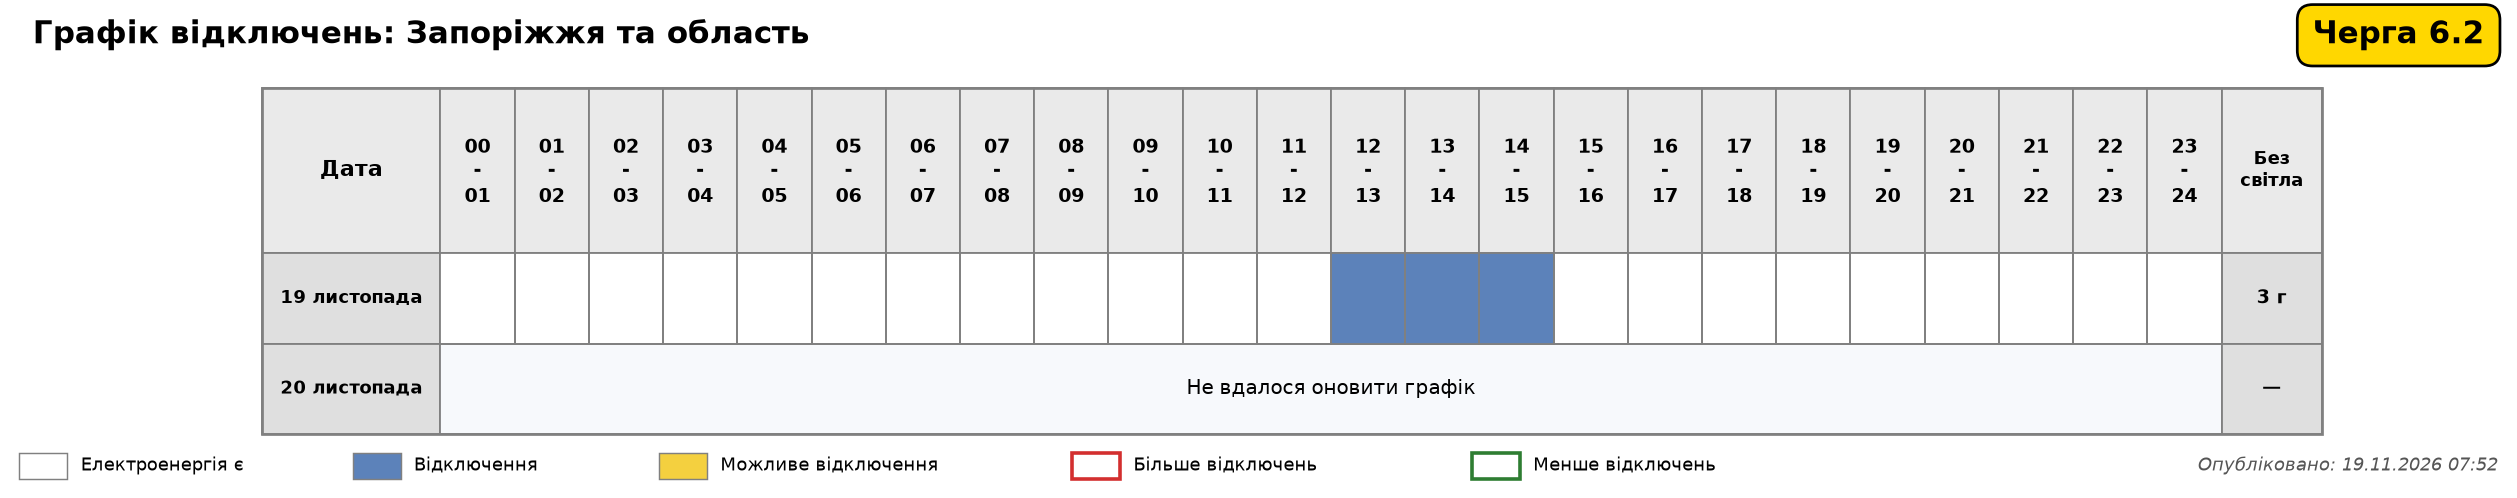 Графік відключень: Запоріжжя та область
Черга 6.2
Дата
00 - 01
01 - 02
02 - 03
03 - 04
04 - 05
05 - 06
06 - 07
07 - 08
08 - 09
09 - 10
10 - 11
11 - 12
12 - 13
13 - 14
14 - 15
15 - 16
16 - 17
17 - 18
18 - 19
19 - 20
20 - 21
21 - 22
22 - 23
23 - 24
Без
світла
19 листопада
3 г
20 листопада
Не вдалося оновити графік
—
Електроенергія є
Відключення
Можливе відключення
Більше відключень
Менше відключень
Опубліковано: 19.11.2026 07:52